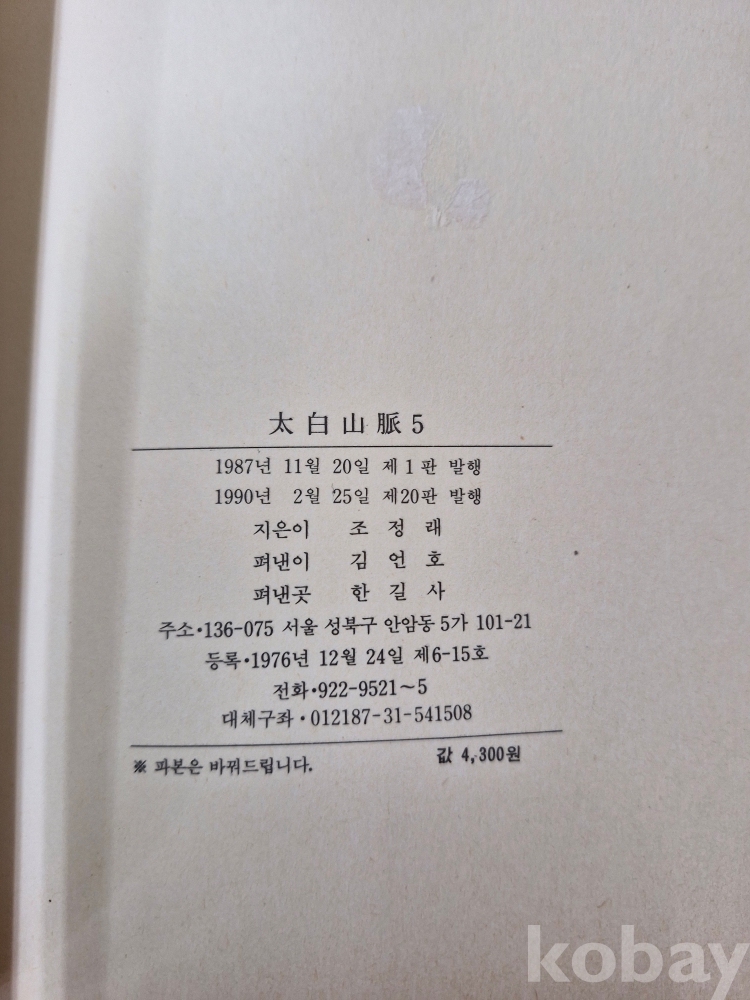 太白山脈 5
1987년 11월 20일 제1판 발행
1990년 2월 25일 제20판 발행
지은이 조정래
펴낸이 김언호
펴낸곳 한길사
주소·136-075 서울 성북구 안암동 5가 101-21
등록·1976년 12월 24일 제6-15호
전화·922-9521~5
대체구좌·012187-31-541508
※ 파본은 바꿔드립니다. 값 4,300원
kobay